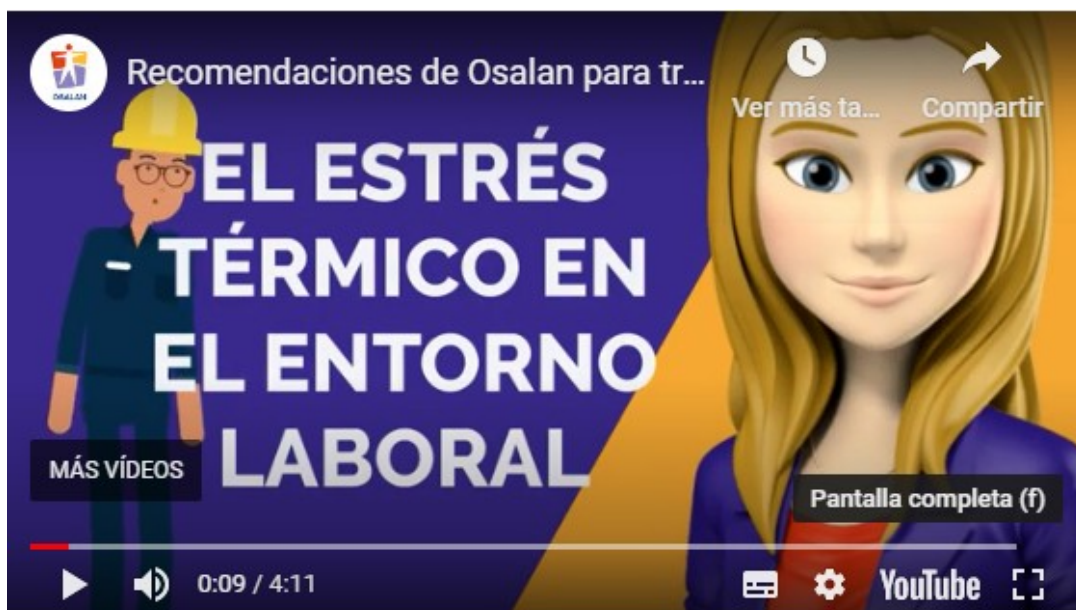 OSALAN
Recomendaciones de Osalan para tr...
Ver más ta...
Compartir
EL ESTRÉS
TÉRMICO EN
EL ENTORNO
LABORAL
MÁS VÍDEOS
Pantalla completa (f)
0:09 / 4:11
YouTube